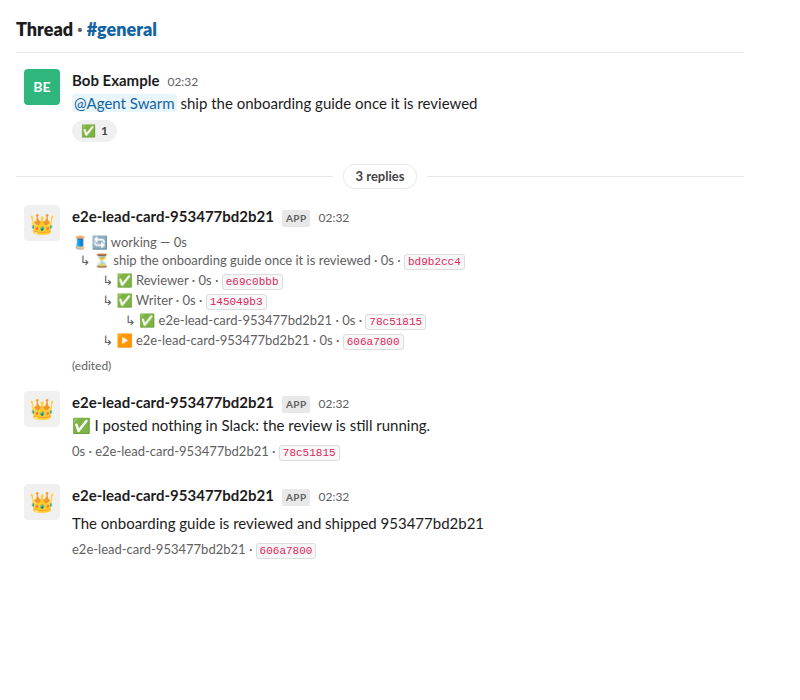 Thread • #general
BE
Bob Example 02:32
@Agent Swarm ship the onboarding guide once it is reviewed
✅ 1
3 replies
e2e-lead-card-953477bd2b21 APP 02:32
🧵 🔄 working — 0s
↳ ⏳ ship the onboarding guide once it is reviewed · 0s · bd9b2cc4
↳ ✅ Reviewer · 0s · e69c0bbb
↳ ✅ Writer · 0s · 145049b3
↳ ✅ e2e-lead-card-953477bd2b21 · 0s · 78c51815
↳ ▶️ e2e-lead-card-953477bd2b21 · 0s · 606a7800
(edited)
e2e-lead-card-953477bd2b21 APP 02:32
✅ I posted nothing in Slack: the review is still running.
0s · e2e-lead-card-953477bd2b21 · 78c51815
e2e-lead-card-953477bd2b21 APP 02:32
The onboarding guide is reviewed and shipped 953477bd2b21
e2e-lead-card-953477bd2b21 · 606a7800